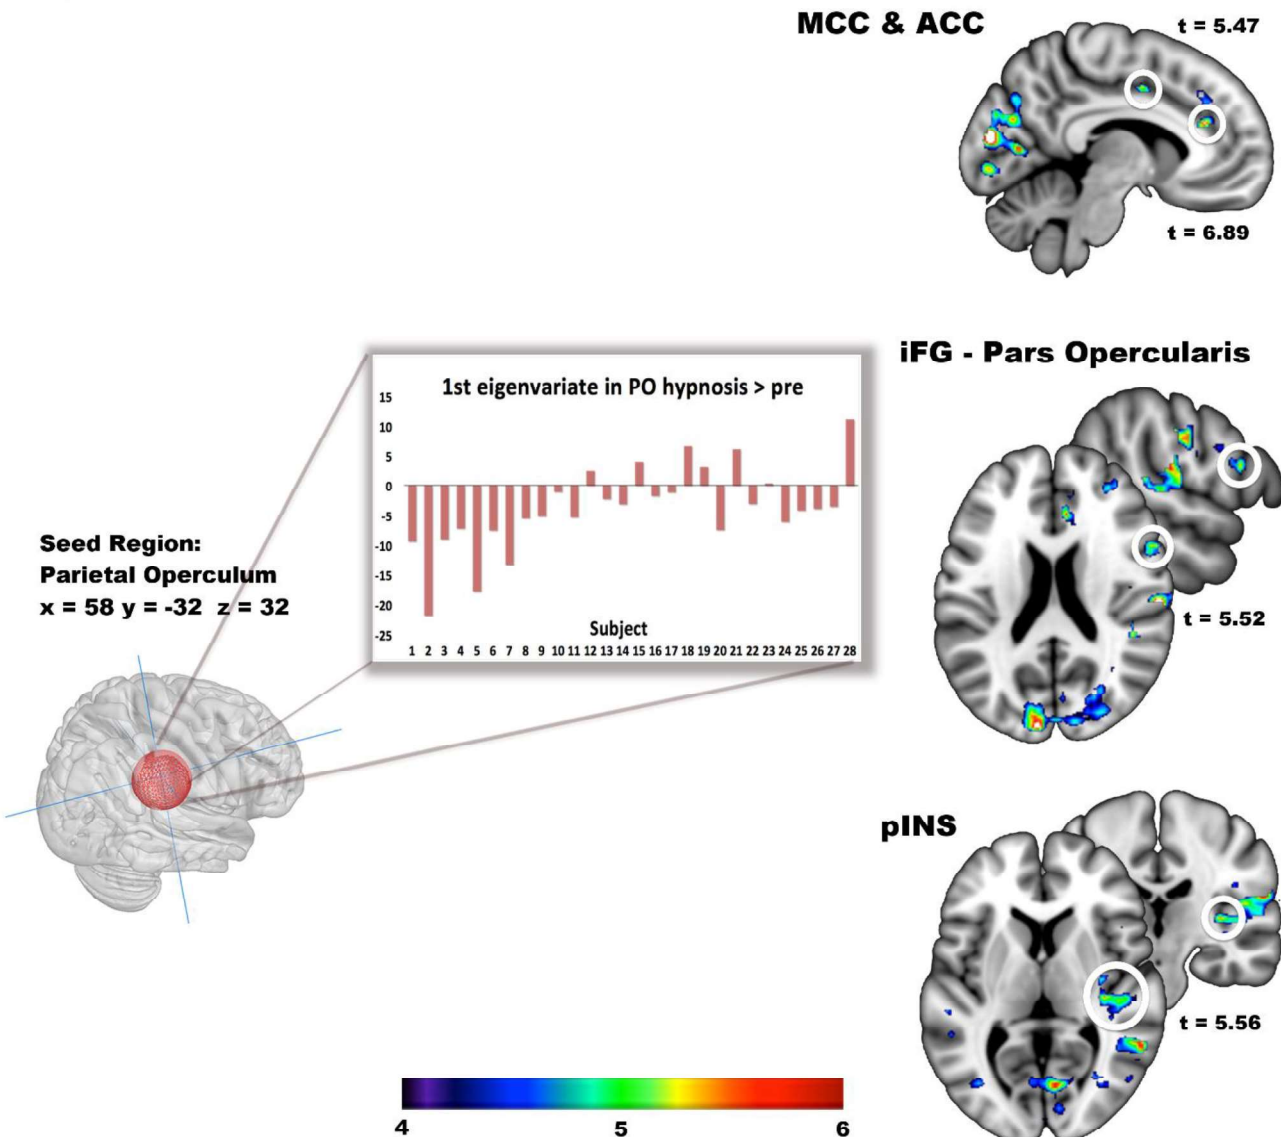 MCC & ACC
t = 5.47
t = 6.89
iFG - Pars Opercularis
t = 5.52
1st eigenvariate in PO hypnosis > pre
15
10
5
0
-5
-10
-15
-20
-25
Subject
1 2 3 4 5 6 7 8 9 10 11 12 13 14 15 16 17 18 19 20 21 22 23 24 25 26 27 28
Seed Region:
Parietal Operculum
x = 58 y = -32 z = 32
pINS
t = 5.56
4 5 6